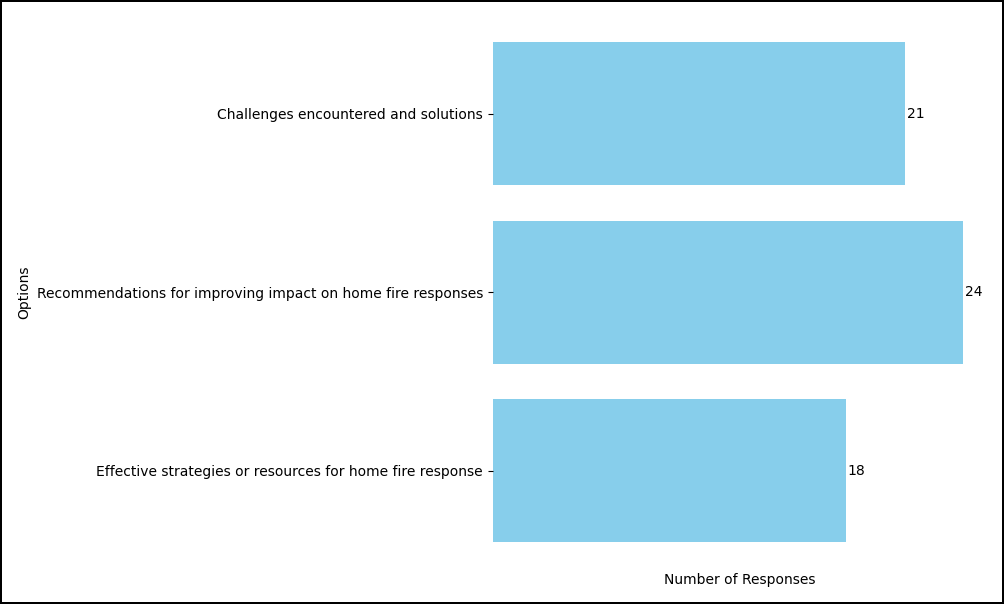 Challenges encountered and solutions
21
Options
Recommendations for improving impact on home fire responses
24
Effective strategies or resources for home fire response
18
Number of Responses